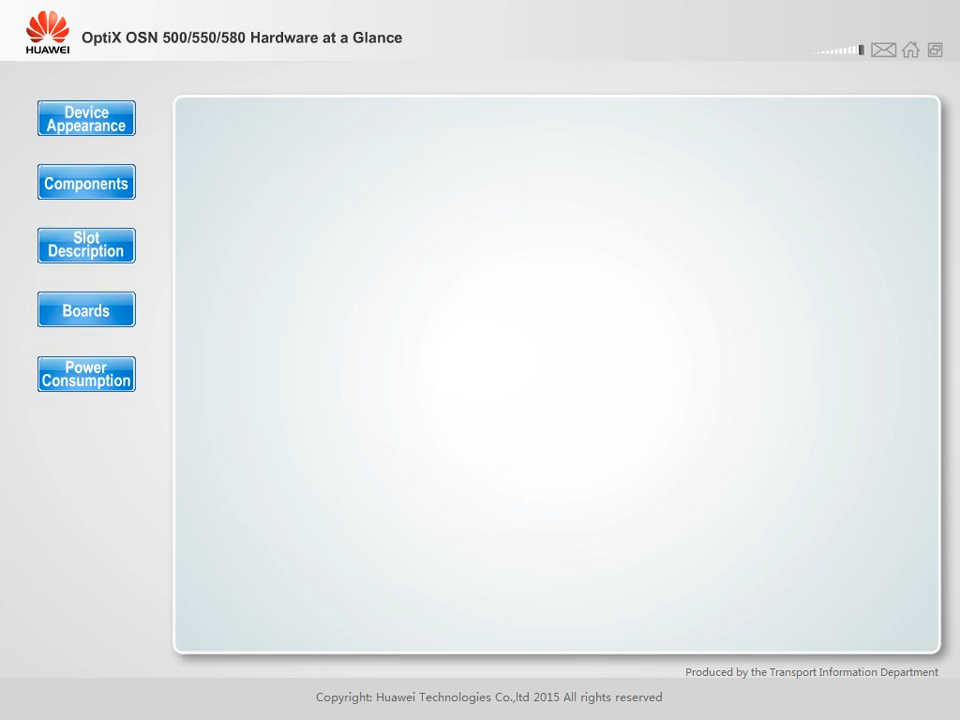 HUAWEI
OptiX OSN 500/550/580 Hardware at a Glance
Device
Appearance
Components
Slot
Description
Boards
Power
Consumption
Produced by the Transport Information Department
Copyright: Huawei Technologies Co.,ltd 2015 All rights reserved